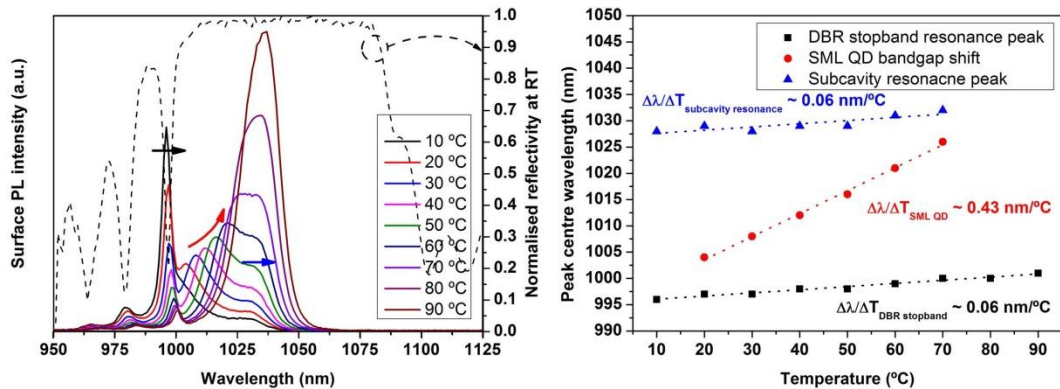 Surface PL intensity (a.u.)
10 ºC
20 ºC
30 ºC
40 ºC
50 ºC
60 ºC
70 ºC
80 ºC
90 ºC
950 975 1000 1025 1050 1075 1100 1125
Wavelength (nm)
1.0
0.9
0.8
0.7
0.6
0.5
0.4
0.3
0.2
0.1
0.0
Normalised reflectivity at RT
Peak centre wavelength (nm)
1050
1045
1040
1035
1030
1025
1020
1015
1010
1005
1000
995
990
DBR stopband resonance peak
SML QD bandgap shift
Subcavity resonacne peak
Δλ/ΔT subcavity resonance ~ 0.06 nm/ºC
Δλ/ΔT SML QD ~ 0.43 nm/ºC
Δλ/ΔT DBR stopband ~ 0.06 nm/ºC
10 20 30 40 50 60 70 80 90
Temperature (ºC)